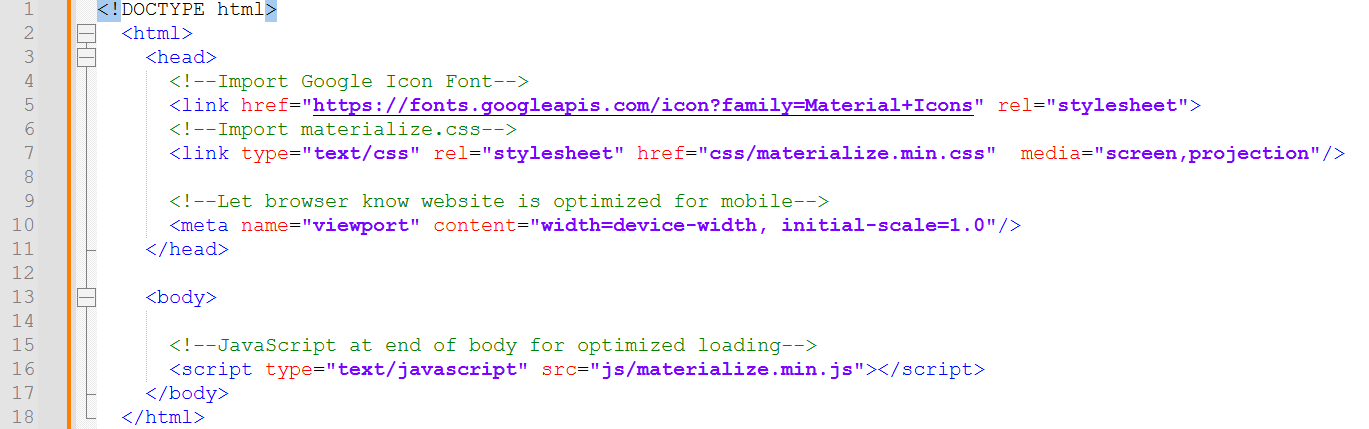 1 <!DOCTYPE html>
2 <html>
3 <head>
4 <!--Import Google Icon Font-->
5 <link href="https://fonts.googleapis.com/icon?family=Material+Icons" rel="stylesheet">
6 <!--Import materialize.css-->
7 <link type="text/css" rel="stylesheet" href="css/materialize.min.css"  media="screen,projection"/>
8
9 <!--Let browser know website is optimized for mobile-->
10 <meta name="viewport" content="width=device-width, initial-scale=1.0"/>
11 </head>
12
13 <body>
14
15 <!--JavaScript at end of body for optimized loading-->
16 <script type="text/javascript" src="js/materialize.min.js"></script>
17 </body>
18 </html>